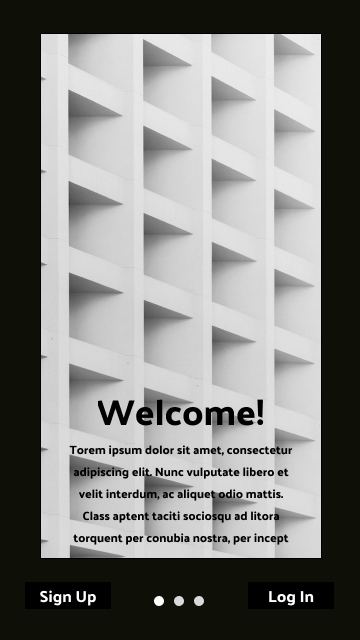 Welcome!
Torem ipsum dolor sit amet, consectetur
adipiscing elit. Nunc vulputate libero et
velit interdum, ac aliquet odio mattis.
Class aptent taciti sociosqu ad litora
torquent per conubia nostra, per incept
Sign Up
Log In